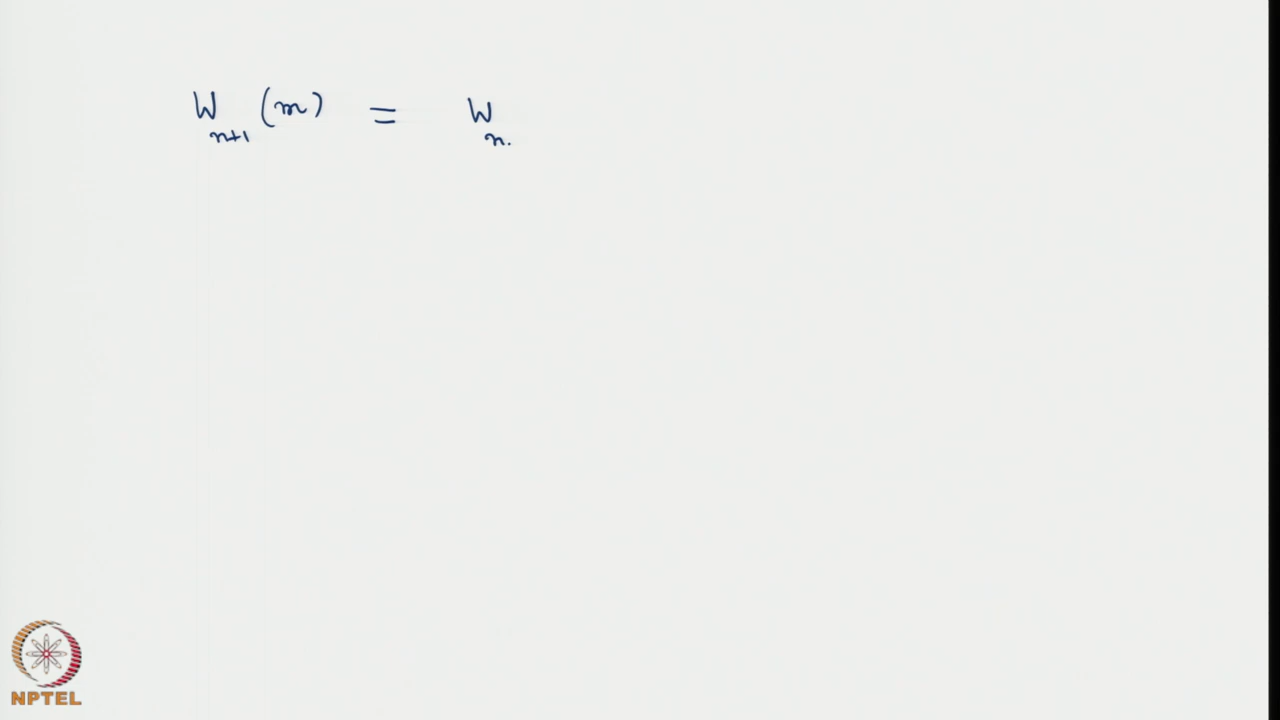 W_{n+1} (m) = W_n.
NPTEL